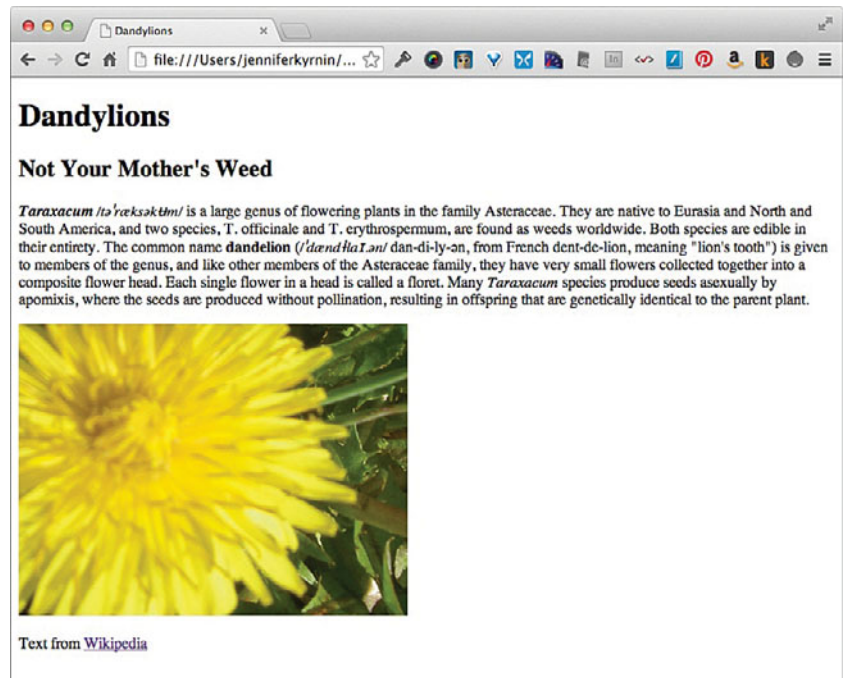 Dandylions
file:///Users/jenniferkyrnin/...
Dandylions
Not Your Mother's Weed
Taraxacum /təˈræksəkʉm/ is a large genus of flowering plants in the family Asteraceae. They are native to Eurasia and North and
South America, and two species, T. officinale and T. erythrospermum, are found as weeds worldwide. Both species are edible in
their entirety. The common name dandelion (/ˈdændɨlaɪ.ən/ dan-di-ly-ən, from French dent-de-lion, meaning "lion's tooth") is given
to members of the genus, and like other members of the Asteraceae family, they have very small flowers collected together into a
composite flower head. Each single flower in a head is called a floret. Many Taraxacum species produce seeds asexually by
apomixis, where the seeds are produced without pollination, resulting in offspring that are genetically identical to the parent plant.
Text from Wikipedia